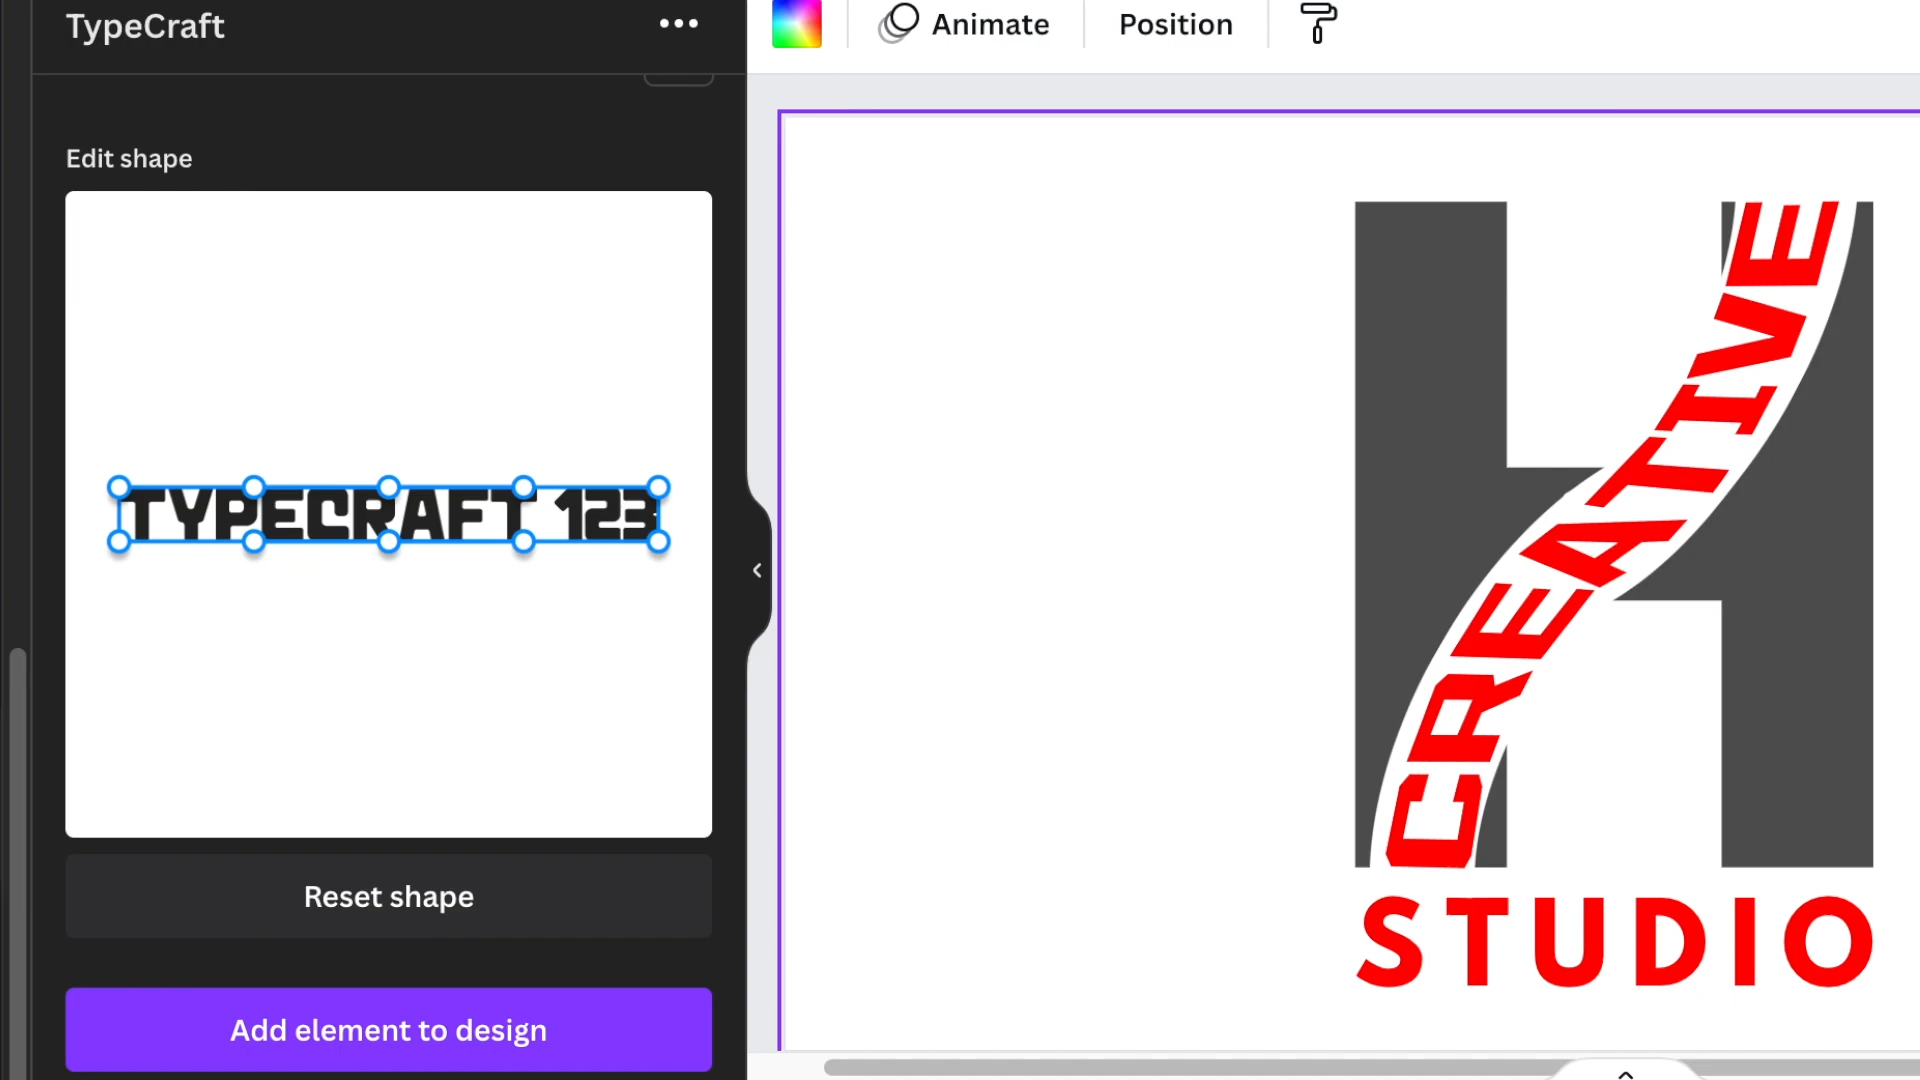 TypeCraft
Animate
Position
Edit shape
TYPECRAFT 123
Reset shape
Add element to design
H
CREATIVE
STUDIO